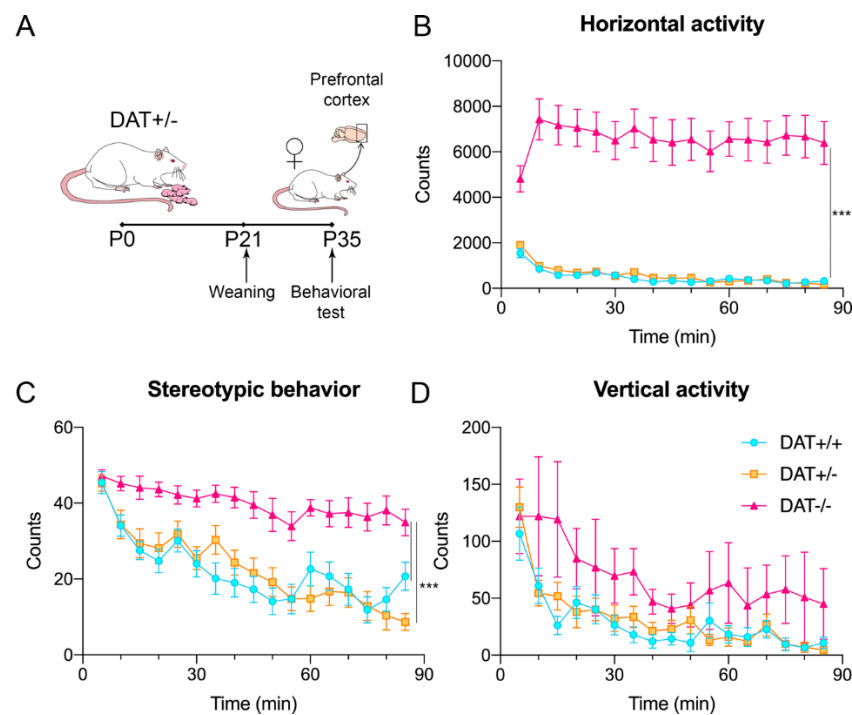 A
DAT+/-
♀
Prefrontal
cortex
P0
P21
P35
Weaning
Behavioral
test
B
Horizontal activity
Counts
10000
8000
6000
4000
2000
0
***
0
30
60
90
Time (min)
C
Stereotypic behavior
Counts
60
40
20
0
***
0
30
60
90
Time (min)
D
Vertical activity
Counts
200
150
100
50
0
DAT+/+
DAT+/-
DAT-/-
0
30
60
90
Time (min)